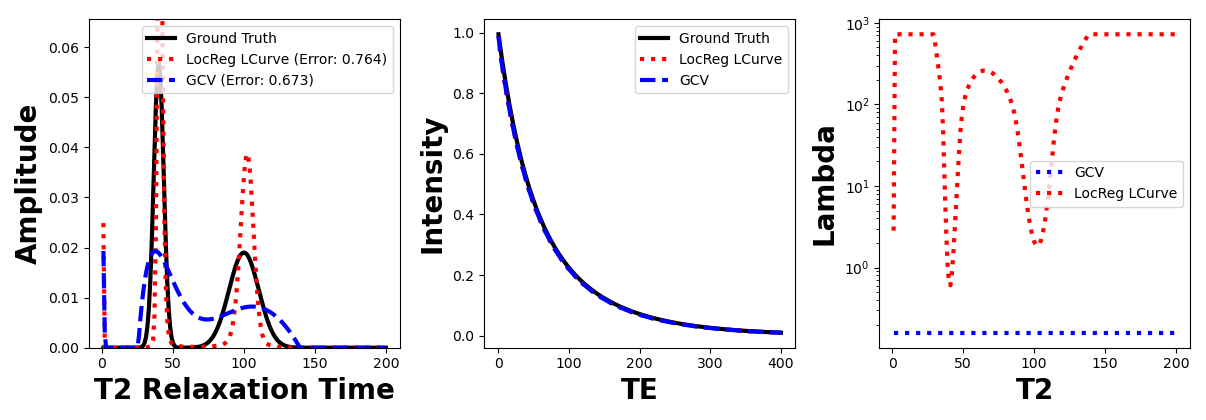 Amplitude
0.06
0.05
0.04
0.03
0.02
0.01
0.00
0 50 100 150 200
T2 Relaxation Time
Ground Truth
LocReg LCurve (Error: 0.764)
GCV (Error: 0.673)
Intensity
1.0
0.8
0.6
0.4
0.2
0.0
0 100 200 300 400
TE
Ground Truth
LocReg LCurve
GCV
Lambda
10³
10²
10¹
10⁰
0 50 100 150 200
T2
GCV
LocReg LCurve